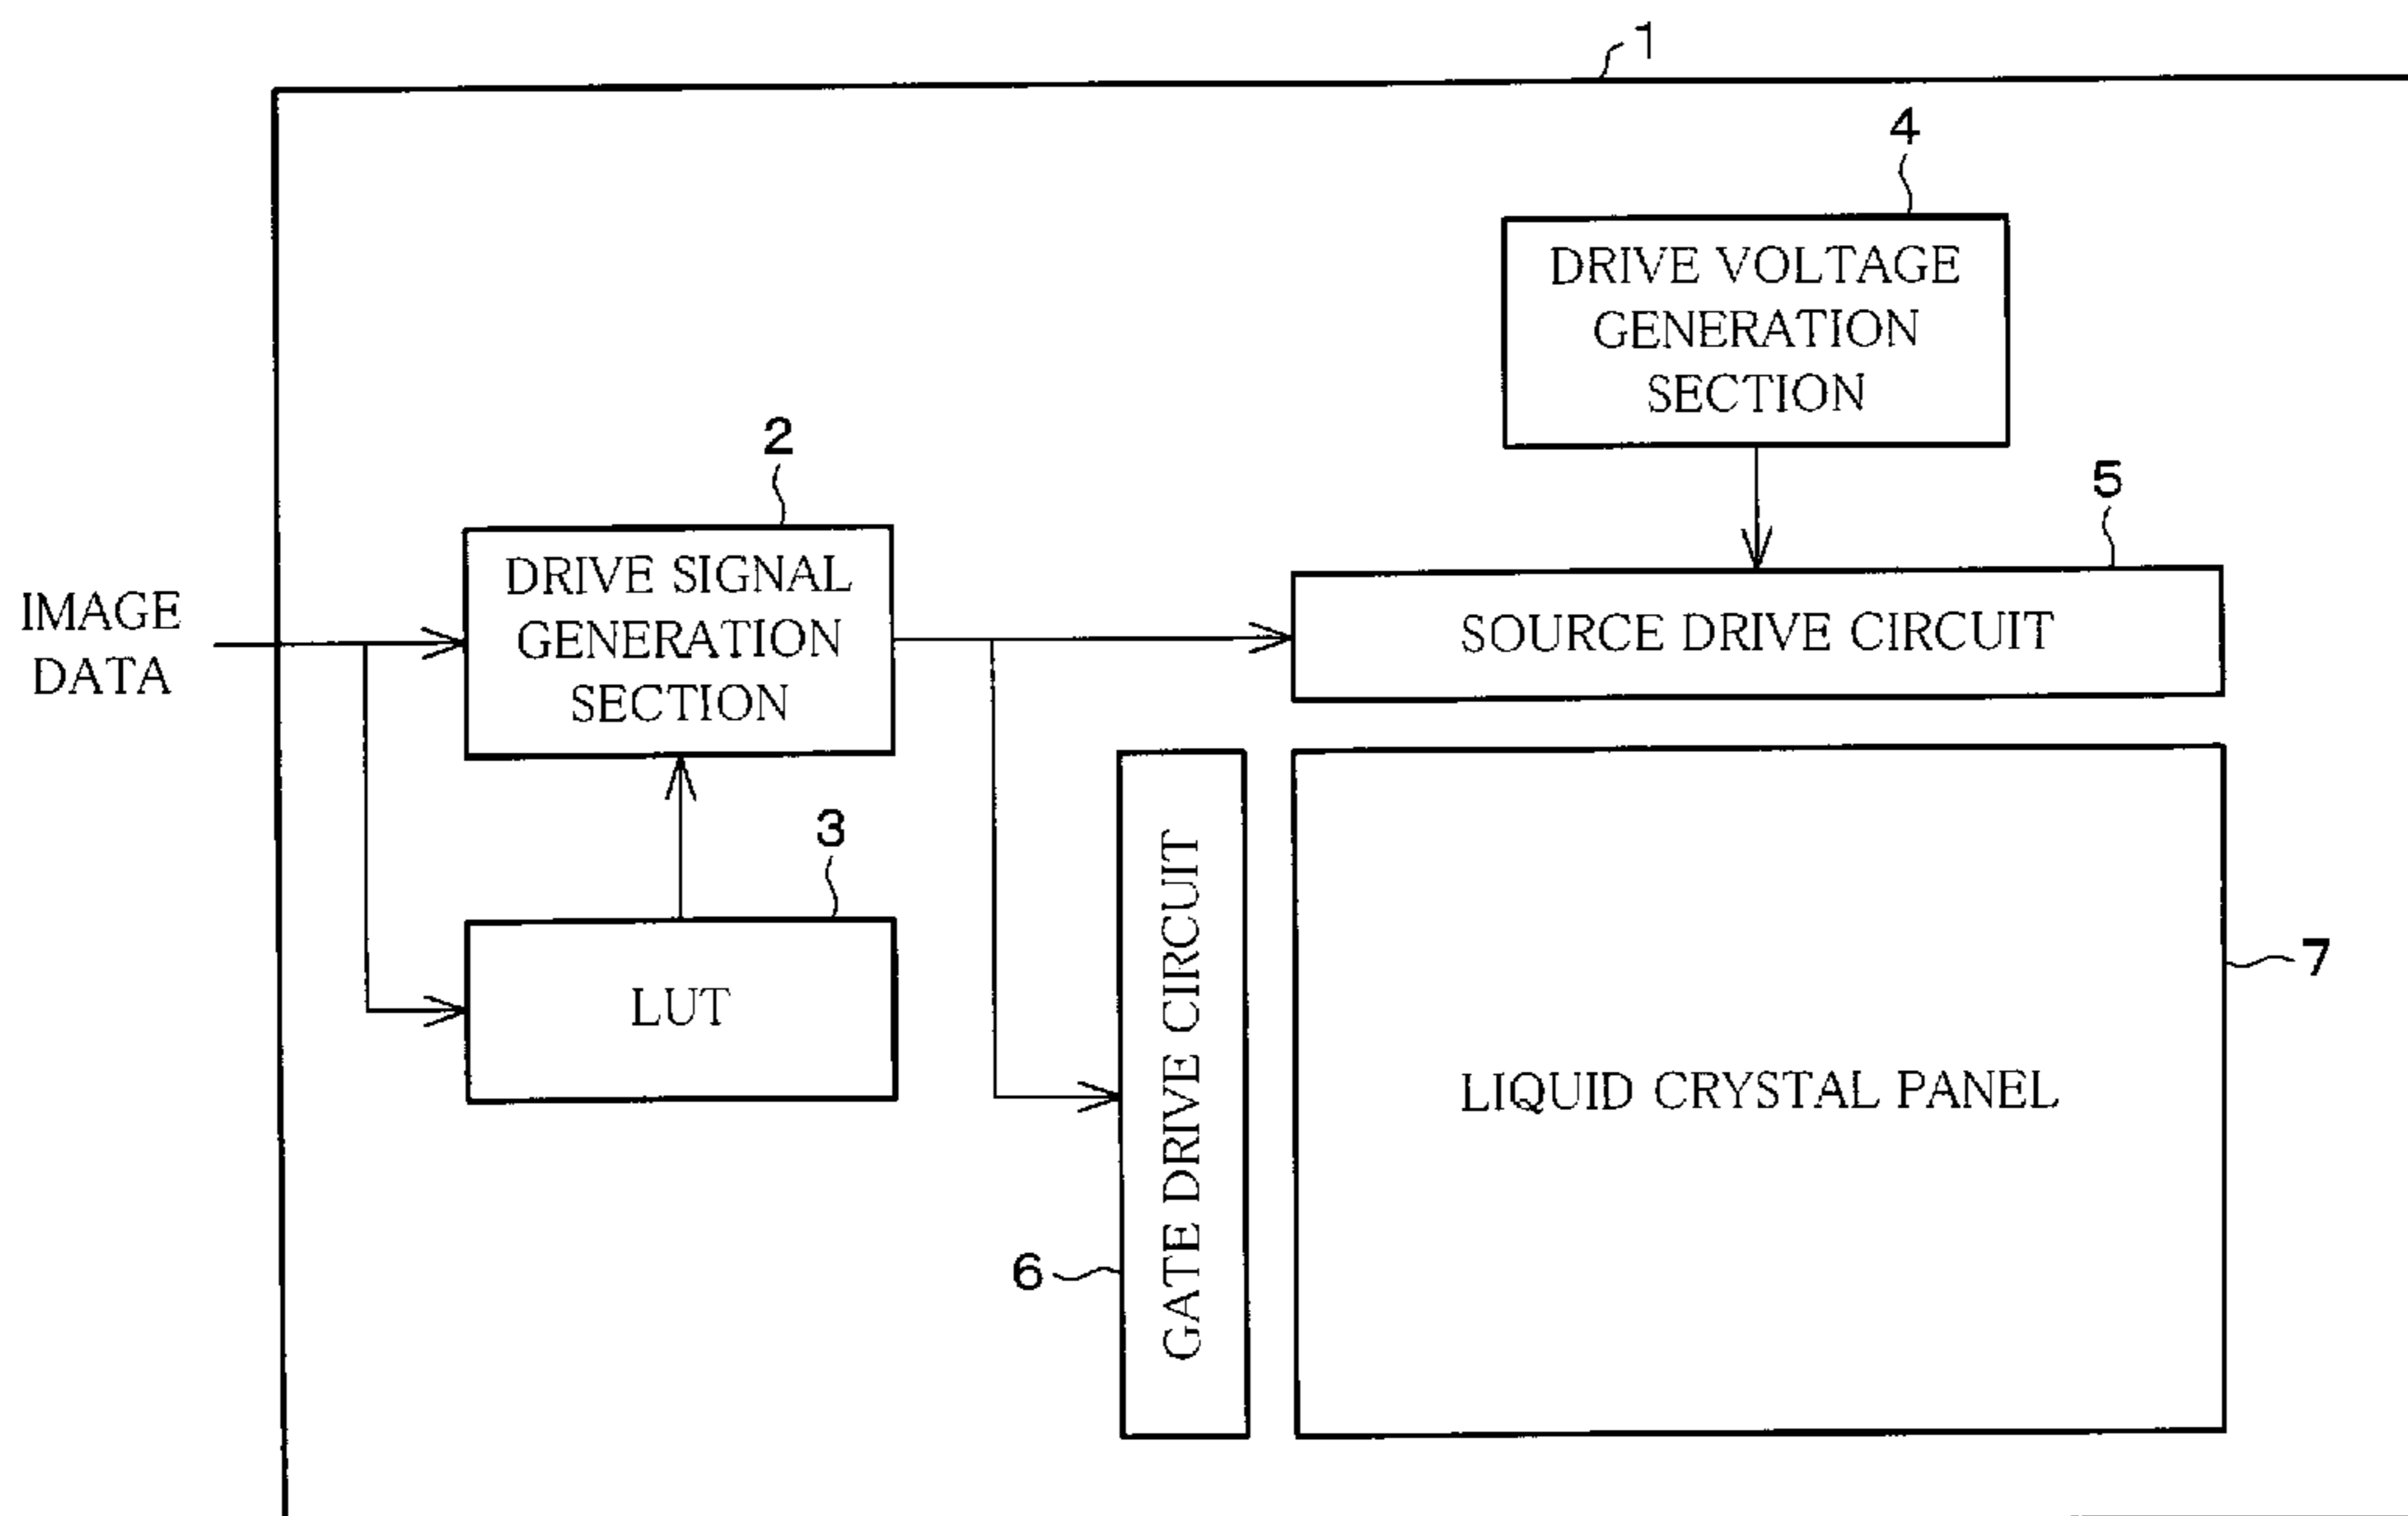 1
4
DRIVE VOLTAGE
GENERATION
SECTION
2
5
DRIVE SIGNAL
GENERATION
SECTION
IMAGE
DATA
SOURCE DRIVE CIRCUIT
3
LUT
GATE DRIVE CIRCUIT
6
LIQUID CRYSTAL PANEL
7